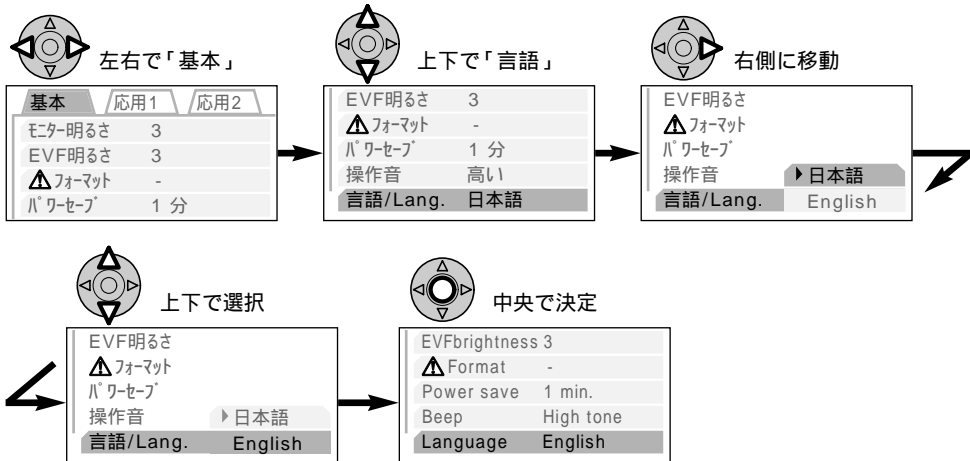 左右で「基本」
基本 応用1 応用2
モニター明るさ 3
EVF明るさ 3
フォーマット -
パワーセーブ 1 分
上下で「言語」
EVF明るさ 3
フォーマット -
パワーセーブ 1 分
操作音 高い
言語/Lang. 日本語
右側に移動
EVF明るさ
フォーマット
パワーセーブ
操作音 日本語
言語/Lang. English
上下で選択
EVF明るさ
フォーマット
パワーセーブ
操作音 日本語
言語/Lang. English
中央で決定
EVFbrightness 3
Format -
Power save 1 min.
Beep High tone
Language English